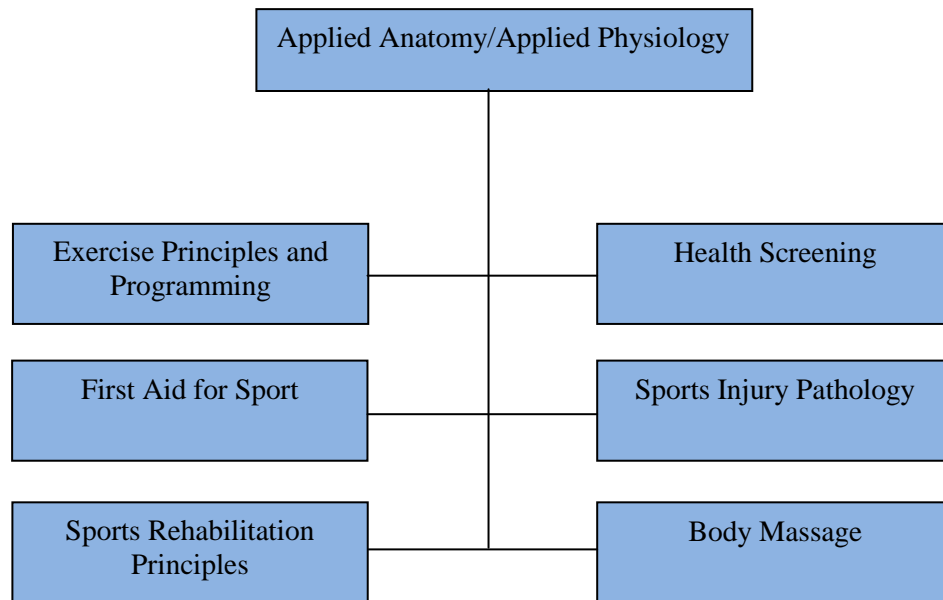 Applied Anatomy/Applied Physiology
Exercise Principles and
Programming
Health Screening
First Aid for Sport
Sports Injury Pathology
Sports Rehabilitation
Principles
Body Massage